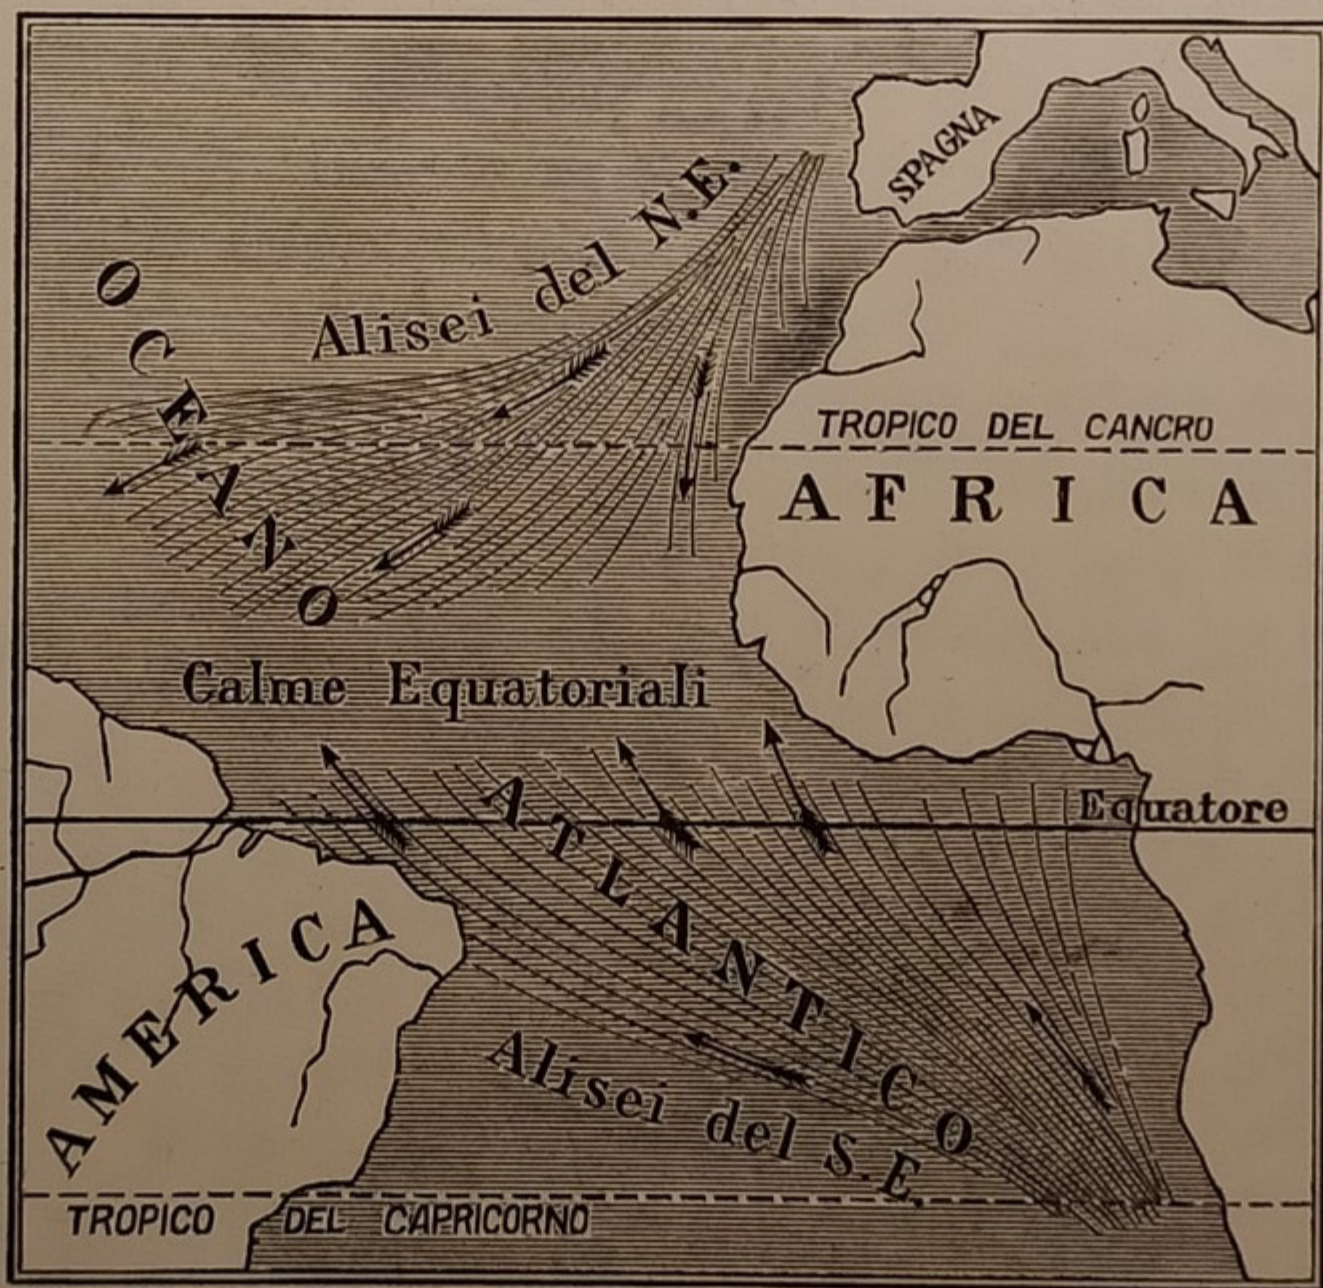 SPAGNA
Alisei del N.E.
OCEANO
TROPICO DEL CANCRO
AFRICA
Calme Equatoriali
ATLANTICO
Equatore
AMERICA
Alisei del S.E.
TROPICO DEL CAPRICORNO